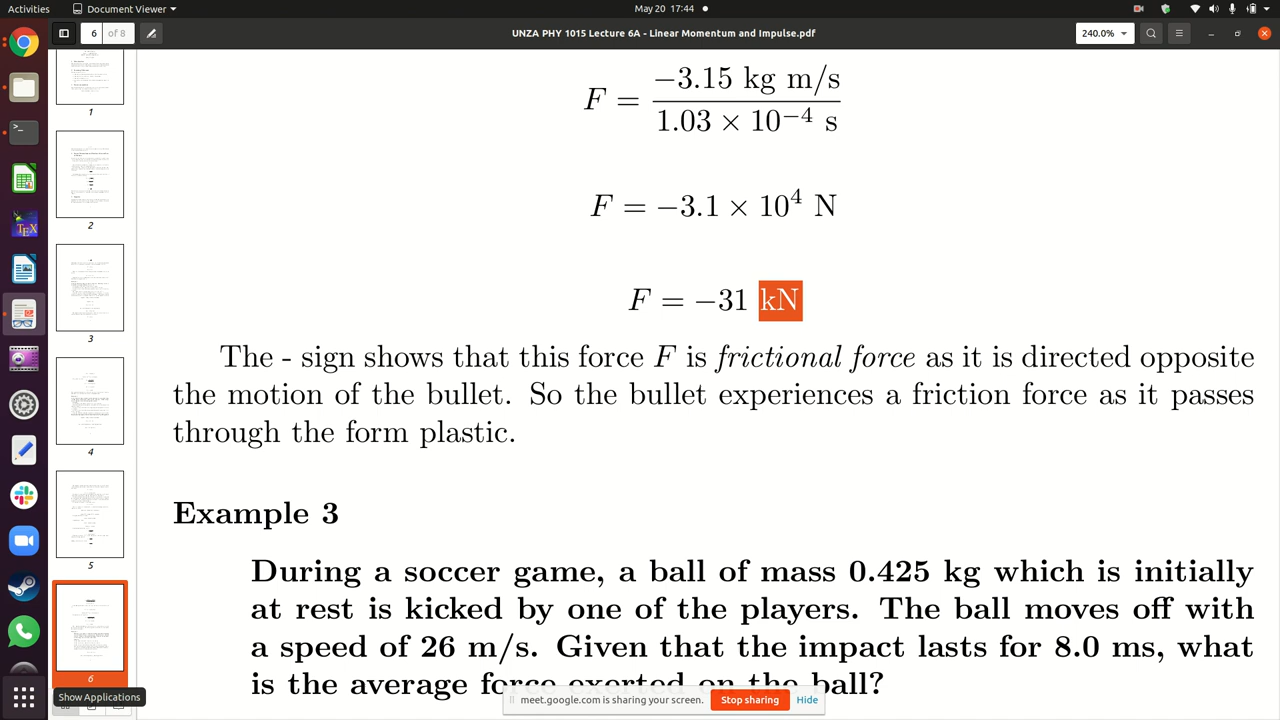 Activities
Document Viewer
May 20 17:44
6 of 8
UNZA PHY 1015 Lecture 6A - Linear Momentum and Impulse.pdf
240.0%
1
2
3
4
5
6
F = −3.15 kg m/s / 1.03 × 10⁻⁴ s
F = −3.1 × 10⁴ N
F = −31 kN
The - sign shows that this force F is frictional force as it is directed opposite
the motion of the bullet. So the bullet experiences a friction force as it passes
through the form plastic.
Example 3
During a soccer game, a ball of mass 0.425 kg which is initially
at rest is kicked by one of the players. The ball moves off with
a speed of 26 m/s. Given that the impact lasts for 8.0 ms, what
is the average force exerted on the ball?
Show Applications
meet.google.com is sharing your screen.
Stop sharing
Hide